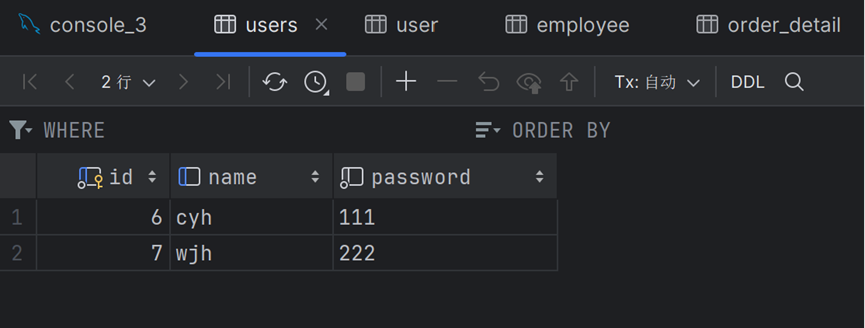 console_3 users user employee order_detail
2 行 Tx: 自动 DDL
WHERE ORDER BY
id name password
1 6 cyh 111
2 7 wjh 222